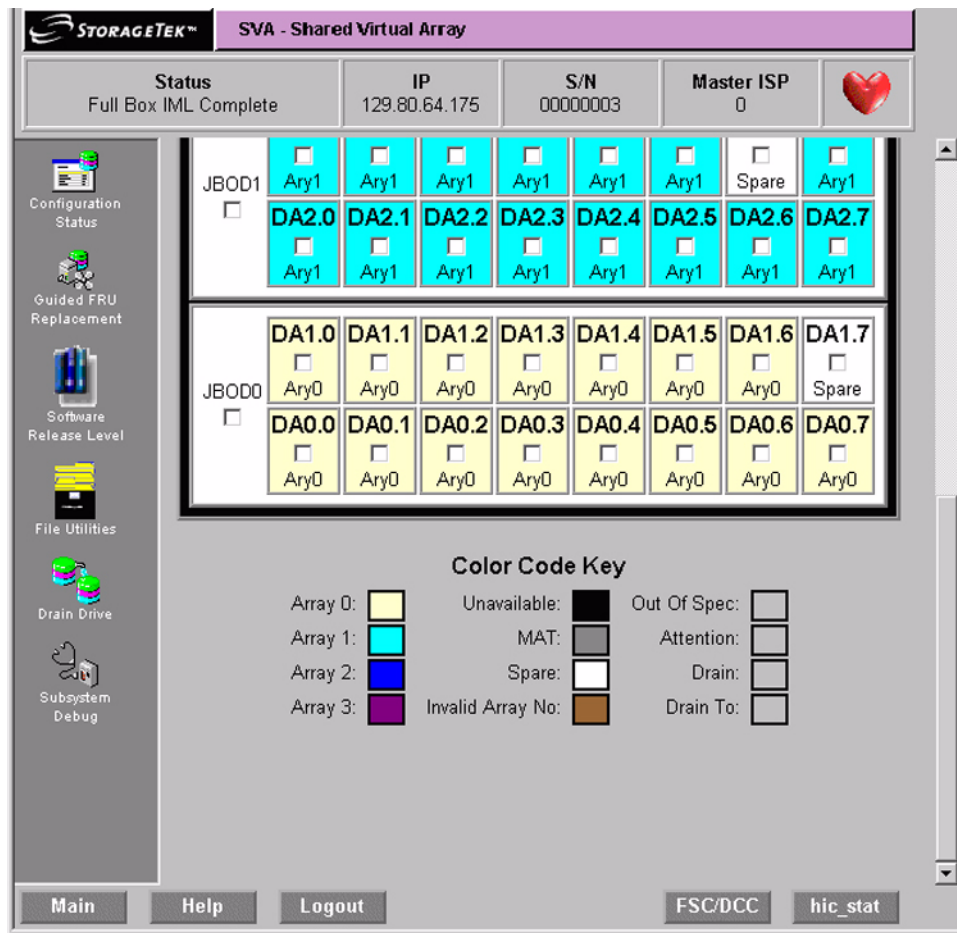 STORAGETEK™ SVA - Shared Virtual Array
Status IP S/N Master ISP
Full Box IML Complete 129.80.64.175 00000003 0
Configuration
Status
Guided FRU
Replacement
Software
Release Level
File Utilities
Drain Drive
Subsystem
Debug
JBOD1
Ary1 Ary1 Ary1 Ary1 Ary1 Ary1 Spare Ary1
DA2.0 DA2.1 DA2.2 DA2.3 DA2.4 DA2.5 DA2.6 DA2.7
Ary1 Ary1 Ary1 Ary1 Ary1 Ary1 Ary1 Ary1
JBOD0
DA1.0 DA1.1 DA1.2 DA1.3 DA1.4 DA1.5 DA1.6 DA1.7
Ary0 Ary0 Ary0 Ary0 Ary0 Ary0 Ary0 Spare
DA0.0 DA0.1 DA0.2 DA0.3 DA0.4 DA0.5 DA0.6 DA0.7
Ary0 Ary0 Ary0 Ary0 Ary0 Ary0 Ary0 Ary0
Color Code Key
Array 0: Unavailable: Out Of Spec:
Array 1: MAT: Attention:
Array 2: Spare: Drain:
Array 3: Invalid Array No: Drain To:
Main Help Logout FSC/DCC hic_stat